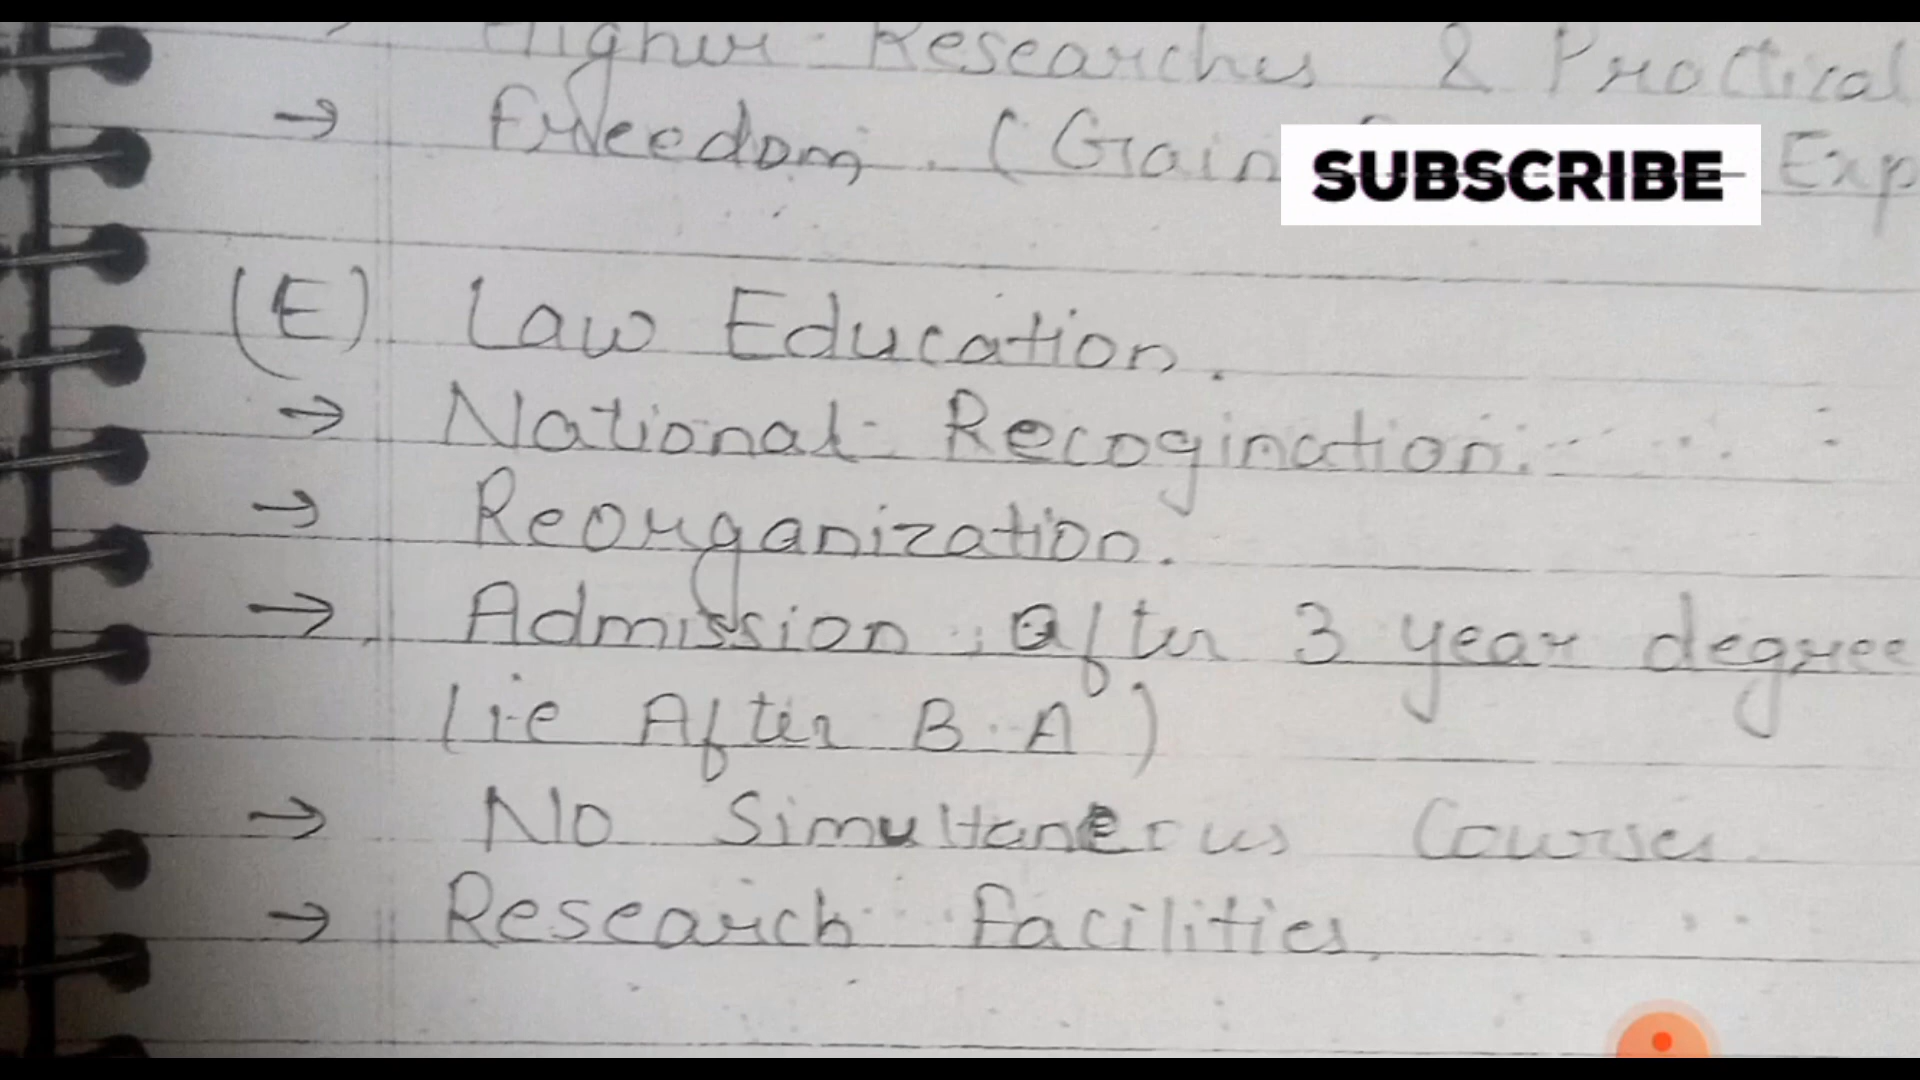 Higher Researches & Practical
→ Freedom. (Gain SUBSCRIBE Exp
(E) Law Education.
→ National Recogination.
→ Reorganization.
→ Admission after 3 year degree
(i.e After B.A)
→ No Simultaneous Courses
→ Research facilities.